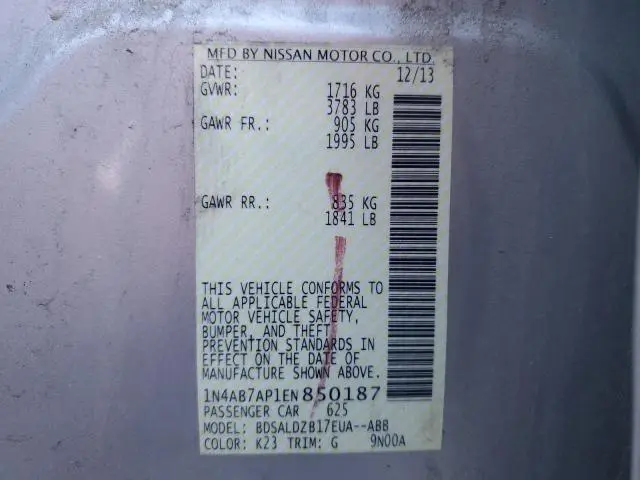 MFD BY NISSAN MOTOR CO., LTD.
DATE: 12/13
GVWR: 1716 KG
3783 LB
GAWR FR.: 905 KG
1995 LB
GAWR RR.: 835 KG
1841 LB
THIS VEHICLE CONFORMS TO
ALL APPLICABLE FEDERAL
MOTOR VEHICLE SAFETY,
BUMPER, AND THEFT
PREVENTION STANDARDS IN
EFFECT ON THE DATE OF
MANUFACTURE SHOWN ABOVE.
1N4AB7AP1EN850187
PASSENGER CAR 625
MODEL: BDSALDZB17EUA--ABB
COLOR: K23 TRIM: G 9N00A